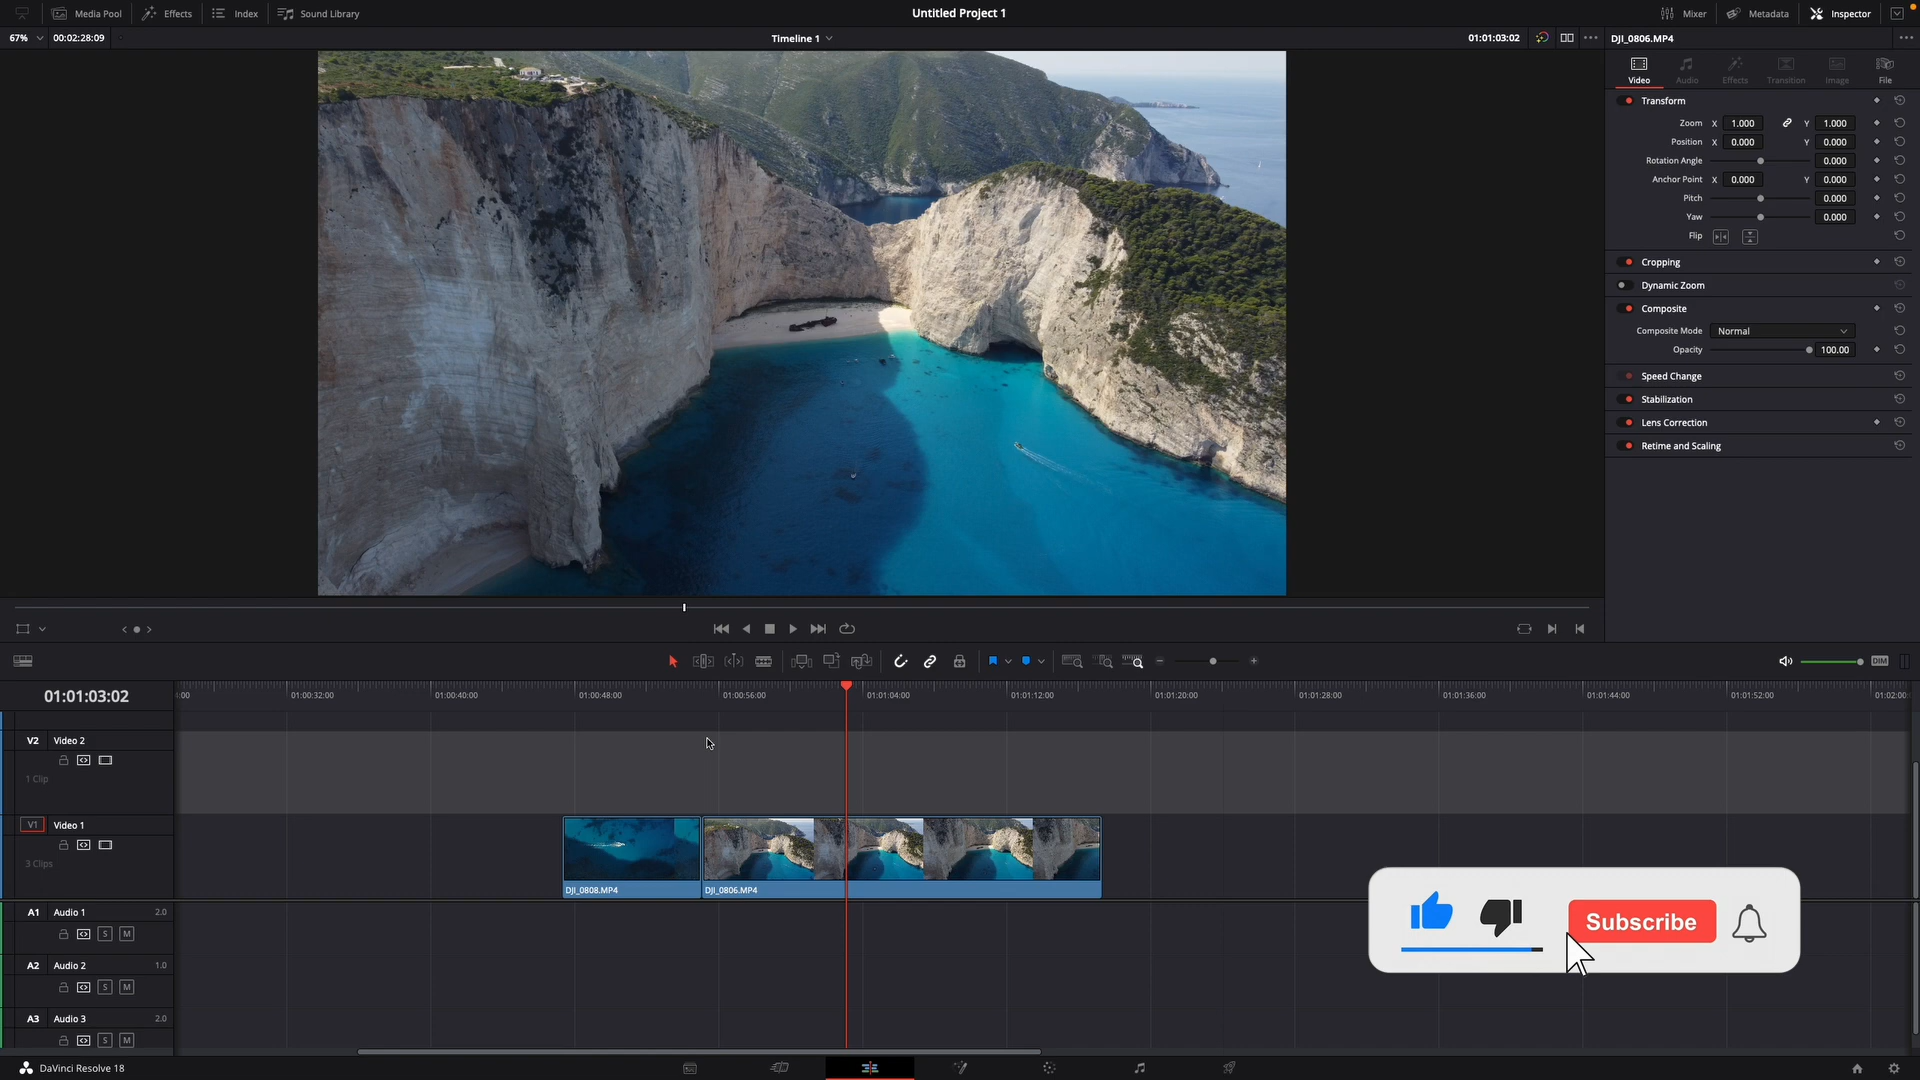 Media Pool Effects Index Sound Library Untitled Project 1 Mixer Metadata Inspector
67% 00:02:28:09 Timeline 1 01:01:03:02 DJI_0806.MP4
Video Audio Effects Transition Image File
Transform
Zoom X 1.000 Y 1.000
Position X 0.000 Y 0.000
Rotation Angle 0.000
Anchor Point X 0.000 Y 0.000
Pitch 0.000
Yaw 0.000
Flip
Cropping
Dynamic Zoom
Composite
Composite Mode Normal
Opacity 100.00
Speed Change
Stabilization
Lens Correction
Retime and Scaling
DIM
01:01:03:02 :00 01:00:32:00 01:00:40:00 01:00:48:00 01:00:56:00 01:01:04:00 01:01:12:00 01:01:20:00 01:01:28:00 01:01:36:00 01:01:44:00 01:01:52:00 01:02:00
V2 Video 2
1 Clip
V1 Video 1
3 Clips
DJI_0808.MP4 DJI_0806.MP4
A1 Audio 1 2.0
S M
Subscribe
A2 Audio 2 1.0
S M
A3 Audio 3 2.0
S M
DaVinci Resolve 18